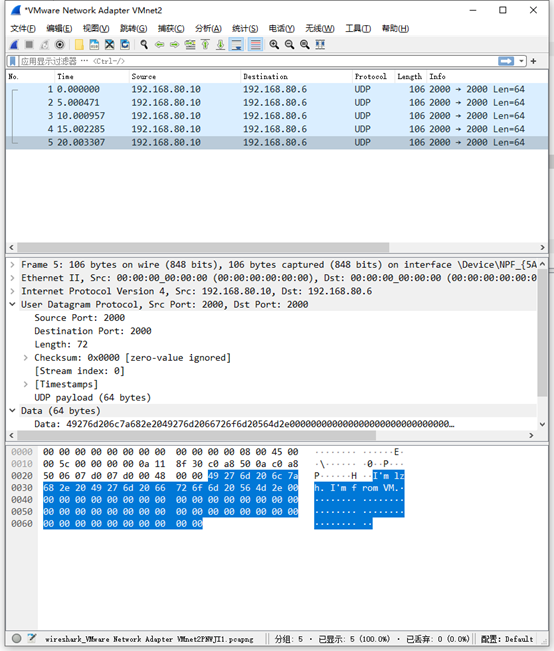 *VMware Network Adapter VMnet2
文件(F) 编辑(E) 视图(V) 跳转(G) 捕获(C) 分析(A) 统计(S) 电话(Y) 无线(W) 工具(T) 帮助(H)
应用显示过滤器 … <Ctrl-/>
No. Time Source Destination Protocol Length Info
1 0.000000 192.168.80.10 192.168.80.6 UDP 106 2000 → 2000 Len=64
2 5.000471 192.168.80.10 192.168.80.6 UDP 106 2000 → 2000 Len=64
3 10.000957 192.168.80.10 192.168.80.6 UDP 106 2000 → 2000 Len=64
4 15.002285 192.168.80.10 192.168.80.6 UDP 106 2000 → 2000 Len=64
5 20.003307 192.168.80.10 192.168.80.6 UDP 106 2000 → 2000 Len=64
Frame 5: 106 bytes on wire (848 bits), 106 bytes captured (848 bits) on interface \Device\NPF_{5A
Ethernet II, Src: 00:00:00_00:00:00 (00:00:00:00:00:00), Dst: 00:00:00_00:00:00 (00:00:00:00:00:0
Internet Protocol Version 4, Src: 192.168.80.10, Dst: 192.168.80.6
User Datagram Protocol, Src Port: 2000, Dst Port: 2000
Source Port: 2000
Destination Port: 2000
Length: 72
Checksum: 0x0000 [zero-value ignored]
[Stream index: 0]
[Timestamps]
UDP payload (64 bytes)
Data (64 bytes)
Data: 49276d206c7a682e2049276d2066726f6d20564d2e00000000000000000000000000000000…
0000 00 00 00 00 00 00 00 00 00 00 00 00 08 00 45 00 ········ ······E·
0010 00 5c 00 00 00 00 0a 11 8f 30 c0 a8 50 0a c0 a8 ·\······ ·0··P···
0020 50 06 07 d0 07 d0 00 48 00 00 49 27 6d 20 6c 7a P······H ··I'm lz
0030 68 2e 20 49 27 6d 20 66 72 6f 6d 20 56 4d 2e 00 h. I'm f rom VM.·
0040 00 00 00 00 00 00 00 00 00 00 00 00 00 00 00 00 ········ ········
0050 00 00 00 00 00 00 00 00 00 00 00 00 00 00 00 00 ········ ········
0060 00 00 00 00 00 00 00 00 00 00 ········ ··
wireshark_VMware Network Adapter VMnet2PNWJI1.pcapng 分组: 5 · 已显示: 5 (100.0%) · 已丢弃: 0 (0.0%) 配置: Default